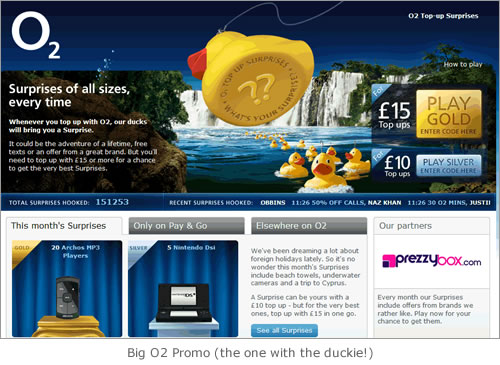 O2
O2 Top-up Surprises
How to play
O2 TOP-UP SURPRISES
??
WHAT'S YOUR SURPRISE
Surprises of all sizes,
every time
Whenever you top up with O2, our ducks
will bring you a Surprise.
It could be the adventure of a lifetime, free
texts or an offer from a great brand. But you'll
need to top up with £15 or more for a chance
to get the very best Surprises.
For
£15
Top ups
PLAY
GOLD
ENTER CODE HERE
For
£10
Top ups
PLAY SILVER
ENTER CODE HERE
TOTAL SURPRISES HOOKED: 151253
RECENT SURPRISES HOOKED: OBBINS 11:26 50% OFF CALLS, NAZ KHAN 11:26 30 O2 MINS, JUSTI
This month's Surprises
Only on Pay & Go
Elsewhere on O2
Our partners
GOLD
20 Archos MP3
Players
SILVER
5 Nintendo Dsi
We've been dreaming a lot about
foreign holidays lately. So it's no
wonder this month's Surprises
include beach towels, underwater
cameras and a trip to Cyprus.
A Surprise can be yours with a
£10 top up - but for the very best
ones, top up with £15 in one go.
See all Surprises
prezzybox.com
Every month our Surprises
include offers from brands we
rather like. Play now for your
chance to get them.
Big O2 Promo (the one with the duckie!)